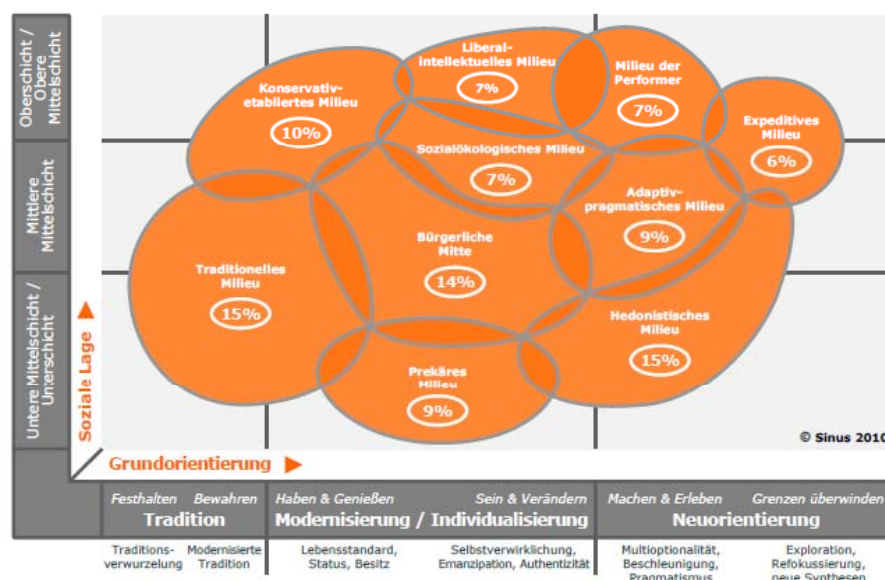 Oberschicht /
Obere
Mittelschicht
Mittlere
Mittelschicht
Untere Mittelschicht /
Unterschicht
Soziale Lage
Konservativ-
etabliertes Milieu
10%
Liberal-
intellektuelles Milieu
7%
Milieu der
Performer
7%
Expeditives
Milieu
6%
Sozialökologisches Milieu
7%
Adaptiv-
pragmatisches Milieu
9%
Bürgerliche
Mitte
14%
Traditionelles
Milieu
15%
Hedonistisches
Milieu
15%
Prekäres
Milieu
9%
© Sinus 2010
Grundorientierung
Festhalten Bewahren
Tradition
Haben & Genießen Sein & Verändern
Modernisierung / Individualisierung
Machen & Erleben Grenzen überwinden
Neuorientierung
Traditions-
verwurzelung
Modernisierte
Tradition
Lebensstandard,
Status, Besitz
Selbstverwirklichung,
Emanzipation, Authentizität
Multioptionalität,
Beschleunigung,
Pragmatismus
Exploration,
Refokussierung,
neue Synthesen